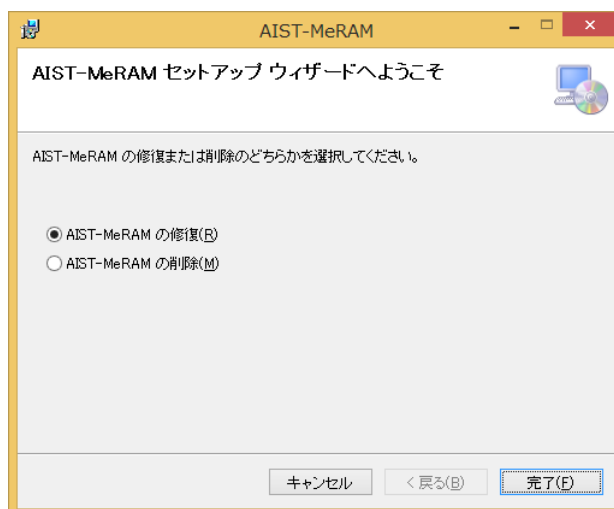 AIST-MeRAM
AIST-MeRAM セットアップ ウィザードへようこそ
AIST-MeRAM の修復または削除のどちらかを選択してください。
AIST-MeRAM の修復(R)
AIST-MeRAM の削除(M)
キャンセル
< 戻る(B)
完了(F)